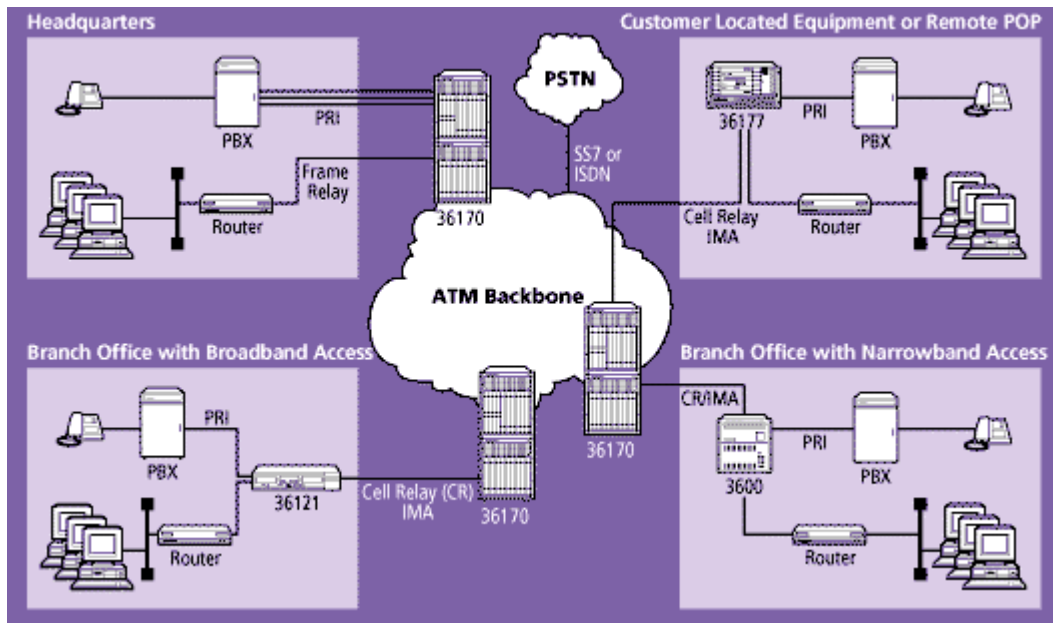 Headquarters
PBX
PRI
Frame
Relay
Router
36170
PSTN
SS7 or
ISDN
Customer Located Equipment or Remote POP
36177
PRI
PBX
Cell Relay
IMA
Router
ATM Backbone
Branch Office with Broadband Access
PRI
PBX
36121
Router
Cell Relay (CR)
IMA
36170
36170
Branch Office with Narrowband Access
CR/IMA
3600
PRI
PBX
Router